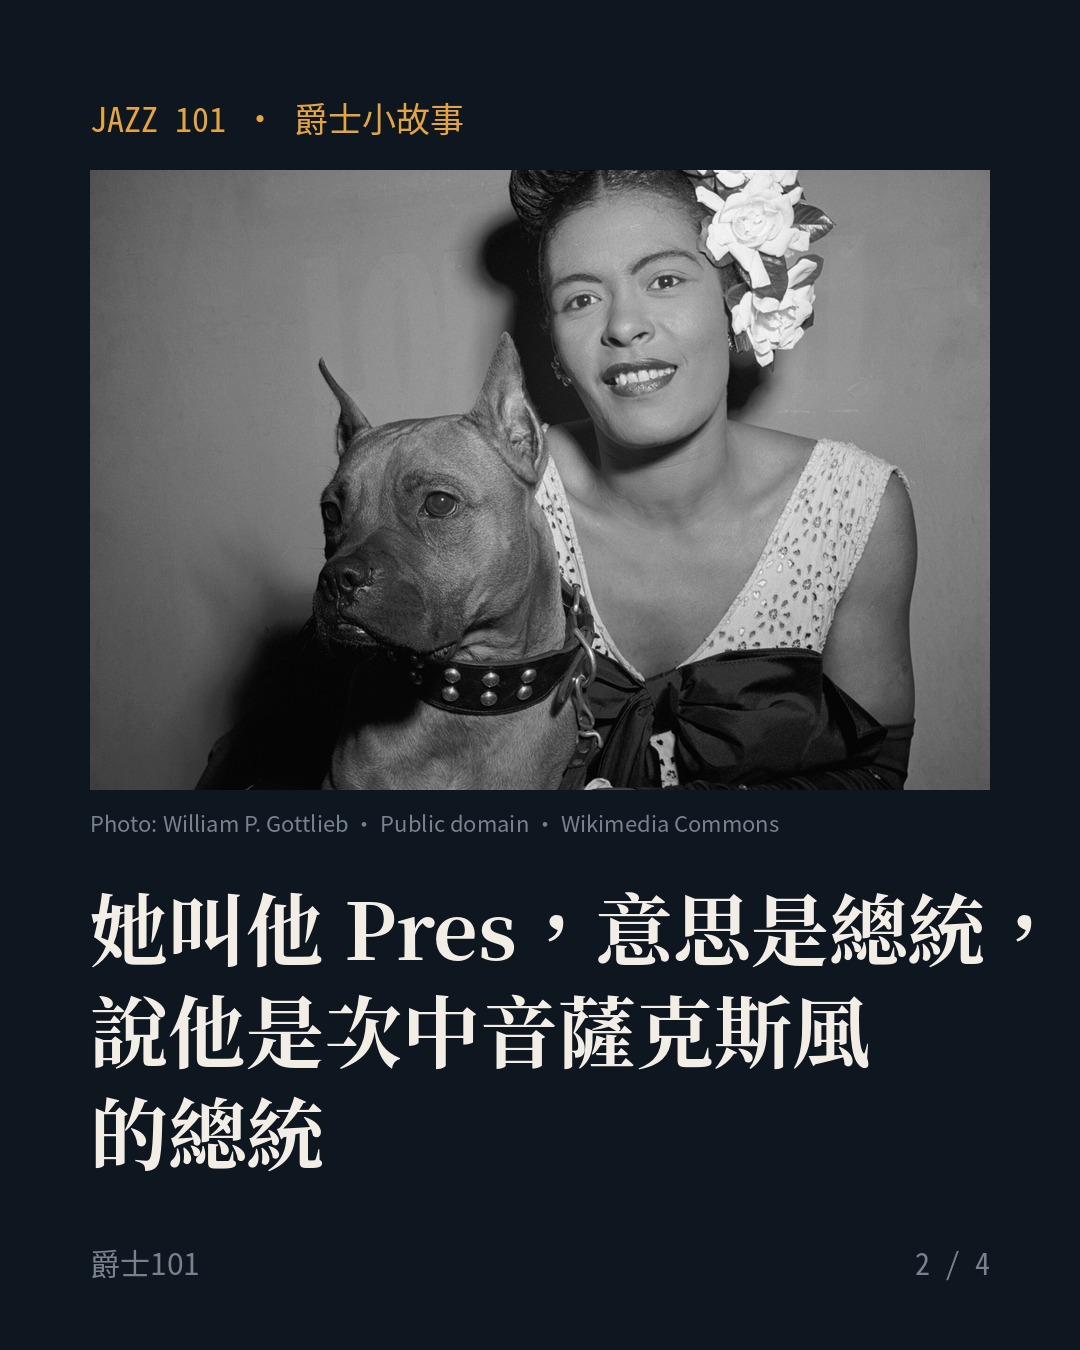 JAZZ 101 · 爵士小故事
Photo: William P. Gottlieb · Public domain · Wikimedia Commons
她叫他 Pres，意思是總統，
說他是次中音薩克斯風
的總統
爵士101
2 / 4